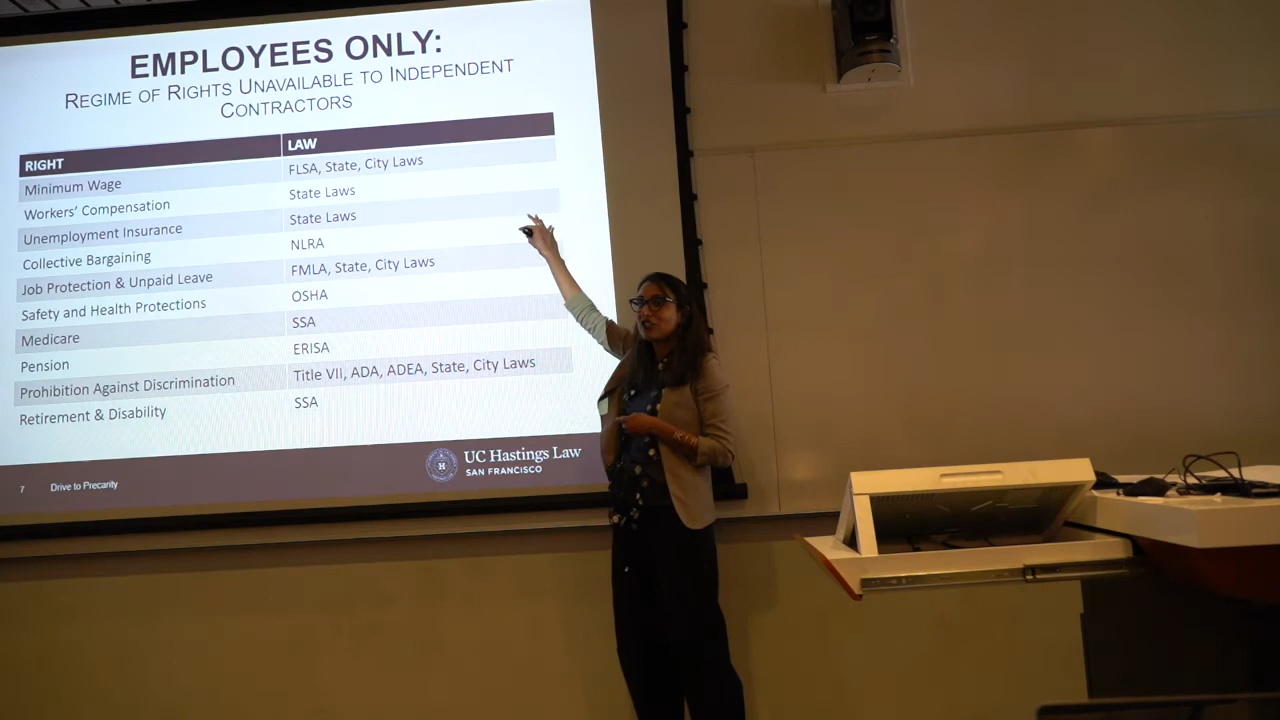 EMPLOYEES ONLY:
REGIME OF RIGHTS UNAVAILABLE TO INDEPENDENT
CONTRACTORS
RIGHT LAW
Minimum Wage FLSA, State, City Laws
Workers' Compensation State Laws
Unemployment Insurance State Laws
Collective Bargaining NLRA
Job Protection & Unpaid Leave FMLA, State, City Laws
Safety and Health Protections OSHA
Medicare SSA
Pension ERISA
Prohibition Against Discrimination Title VII, ADA, ADEA, State, City Laws
Retirement & Disability SSA
UC Hastings Law
SAN FRANCISCO
7 Drive to Precarity